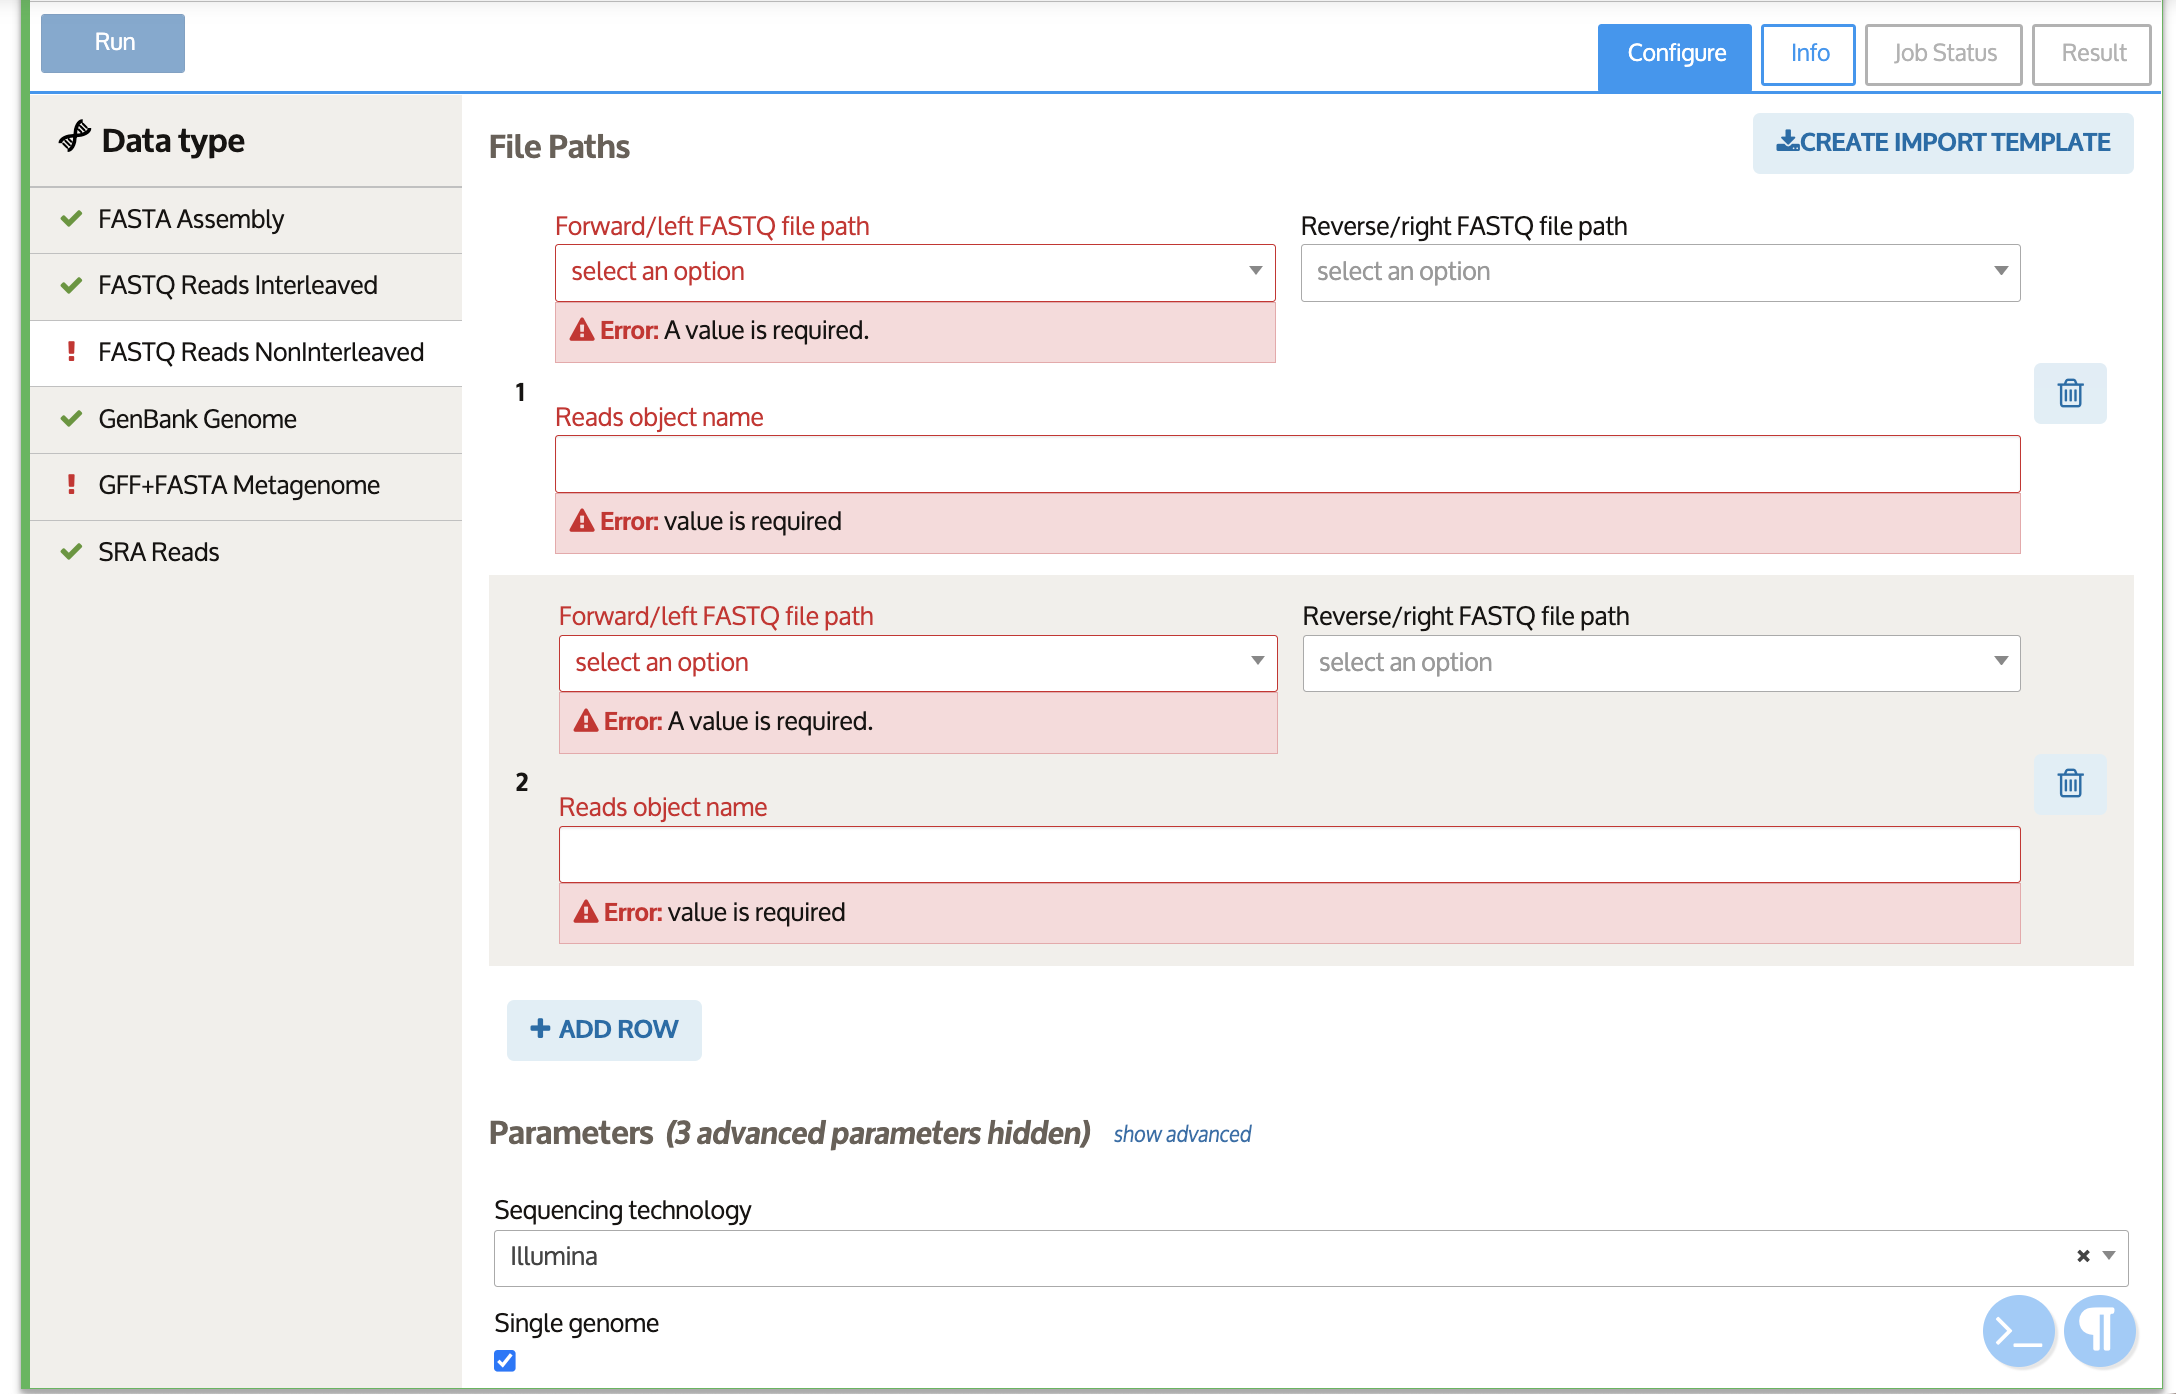 Run
Configure
Info
Job Status
Result
Data type
FASTA Assembly
FASTQ Reads Interleaved
FASTQ Reads NonInterleaved
GenBank Genome
GFF+FASTA Metagenome
SRA Reads
File Paths
CREATE IMPORT TEMPLATE
Forward/left FASTQ file path
Reverse/right FASTQ file path
select an option
select an option
Error: A value is required.
1
Reads object name
Error: value is required
Forward/left FASTQ file path
Reverse/right FASTQ file path
select an option
select an option
Error: A value is required.
2
Reads object name
Error: value is required
+ ADD ROW
Parameters (3 advanced parameters hidden) show advanced
Sequencing technology
Illumina
Single genome